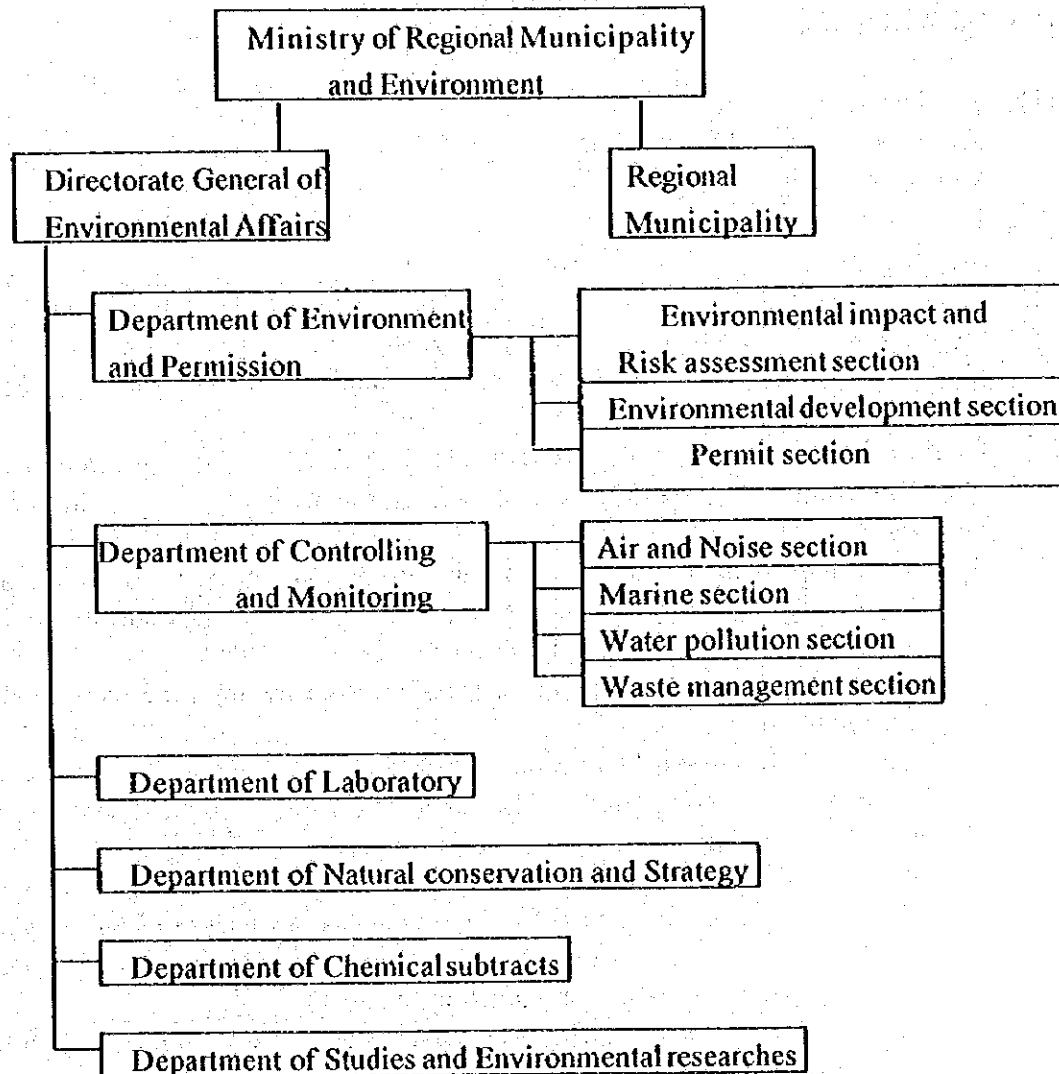 Ministry of Regional Municipality
and Environment
Directorate General of
Environmental Affairs
Regional
Municipality
Department of Environment
and Permission
Environmental impact and
Risk assessment section
Environmental development section
Permit section
Department of Controlling
and Monitoring
Air and Noise section
Marine section
Water pollution section
Waste management section
Department of Laboratory
Department of Natural conservation and Strategy
Department of Chemical subtracts
Department of Studies and Environmental researches